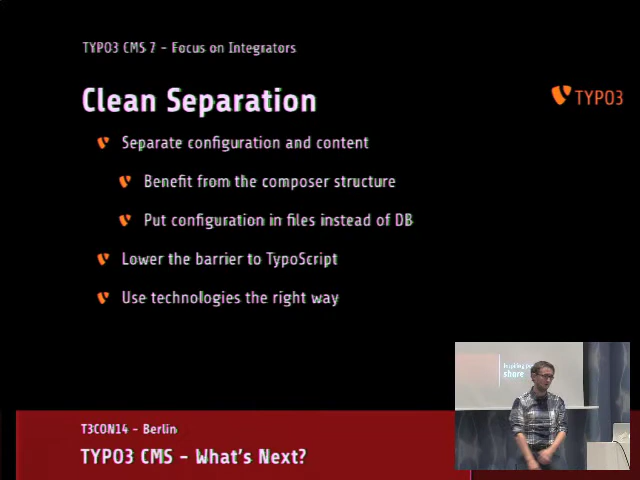 TYPO3 CMS 7 - Focus on Integrators
Clean Separation
TYPO3
Separate configuration and content
Benefit from the composer structure
Put configuration in files instead of DB
Lower the barrier to TypoScript
Use technologies the right way
share
T3CON14 - Berlin
TYPO3 CMS - What's Next?